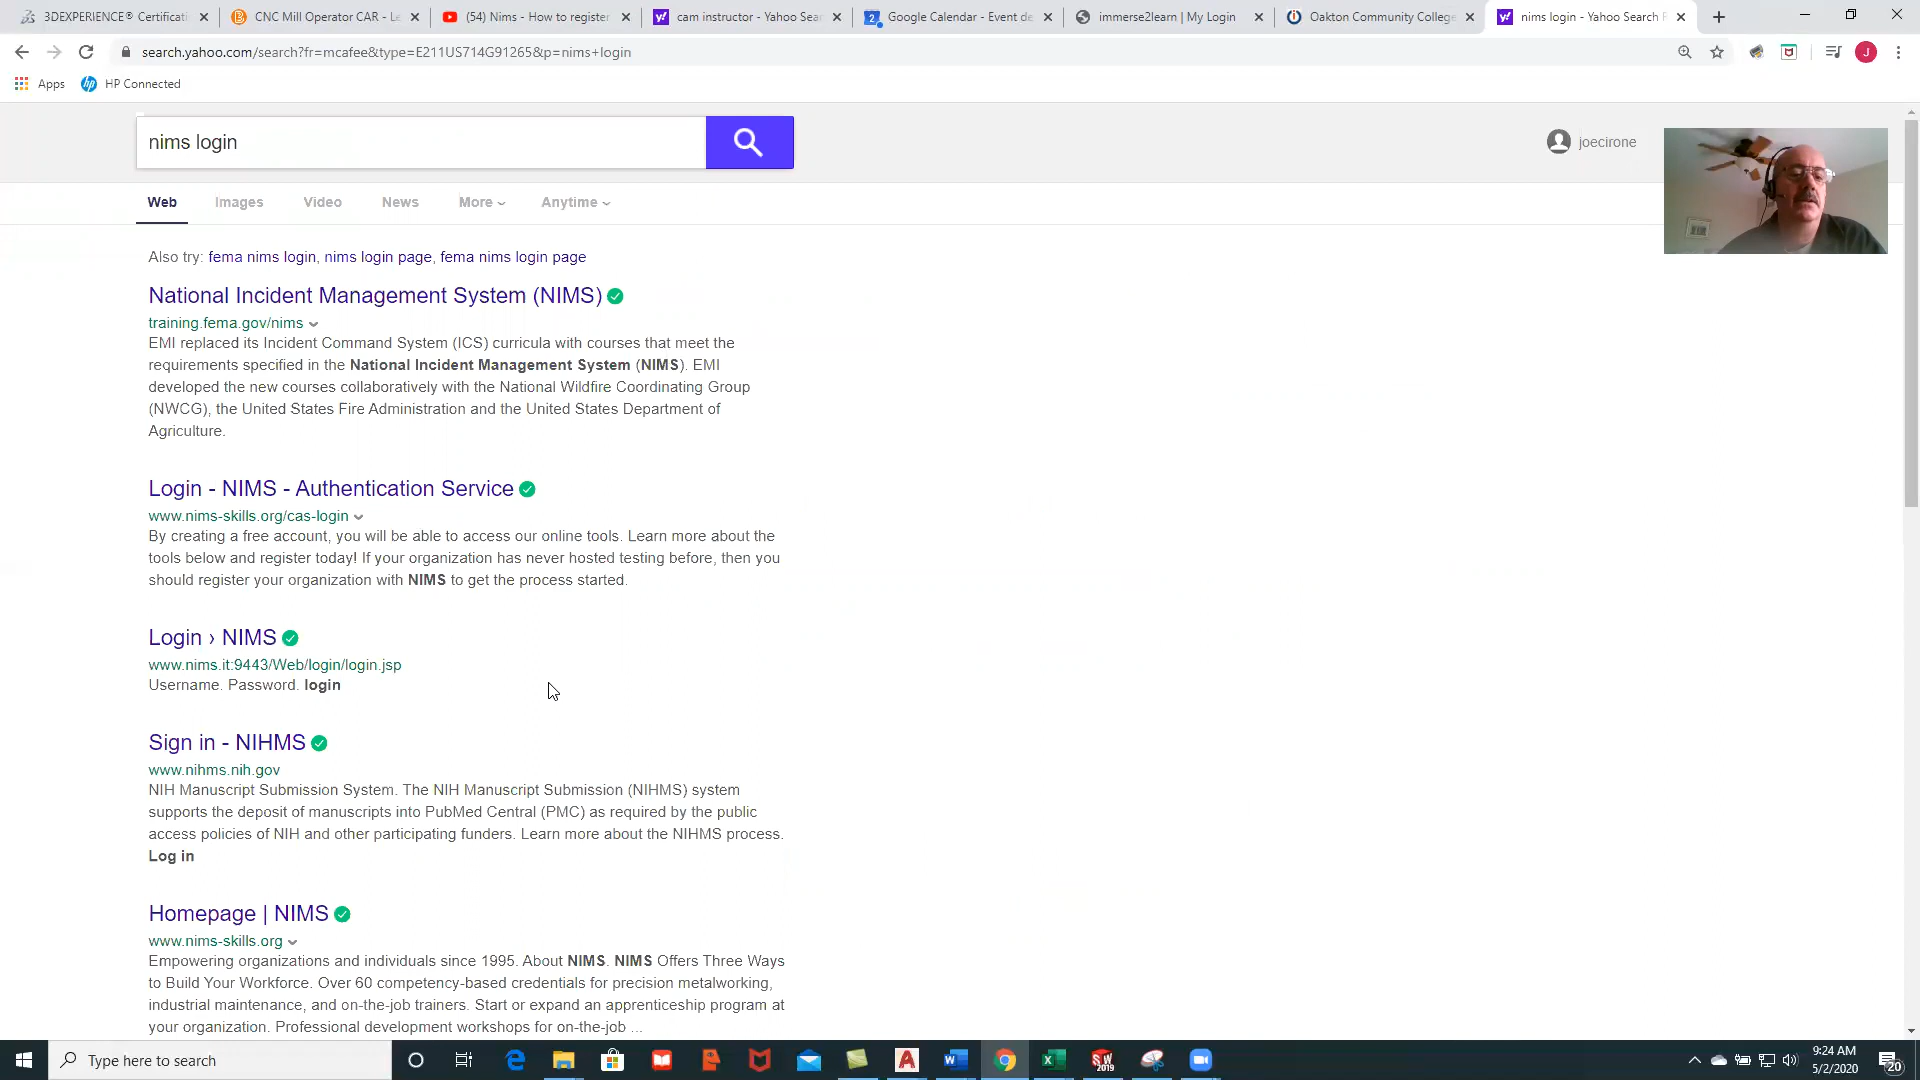 3DEXPERIENCE® Certificati
CNC Mill Operator CAR - Le
(54) Nims - How to register
cam instructor - Yahoo Sear
Google Calendar - Event de
immerse2learn | My Login
Oakton Community College
nims login - Yahoo Search R
search.yahoo.com/search?fr=mcafee&type=E211US714G91265&p=nims+login
J
Apps
HP Connected
nims login
joecirone
Web
Images
Video
News
More
Anytime
Also try: fema nims login, nims login page, fema nims login page
National Incident Management System (NIMS)
training.fema.gov/nims
EMI replaced its Incident Command System (ICS) curricula with courses that meet the
requirements specified in the National Incident Management System (NIMS). EMI
developed the new courses collaboratively with the National Wildfire Coordinating Group
(NWCG), the United States Fire Administration and the United States Department of
Agriculture.
Login - NIMS - Authentication Service
www.nims-skills.org/cas-login
By creating a free account, you will be able to access our online tools. Learn more about the
tools below and register today! If your organization has never hosted testing before, then you
should register your organization with NIMS to get the process started.
Login › NIMS
www.nims.it:9443/Web/login/login.jsp
Username. Password. login
Sign in - NIHMS
www.nihms.nih.gov
NIH Manuscript Submission System. The NIH Manuscript Submission (NIHMS) system
supports the deposit of manuscripts into PubMed Central (PMC) as required by the public
access policies of NIH and other participating funders. Learn more about the NIHMS process.
Log in
Homepage | NIMS
www.nims-skills.org
Empowering organizations and individuals since 1995. About NIMS. NIMS Offers Three Ways
to Build Your Workforce. Over 60 competency-based credentials for precision metalworking,
industrial maintenance, and on-the-job trainers. Start or expand an apprenticeship program at
your organization. Professional development workshops for on-the-job ...
Type here to search
9:24 AM
5/2/2020
20